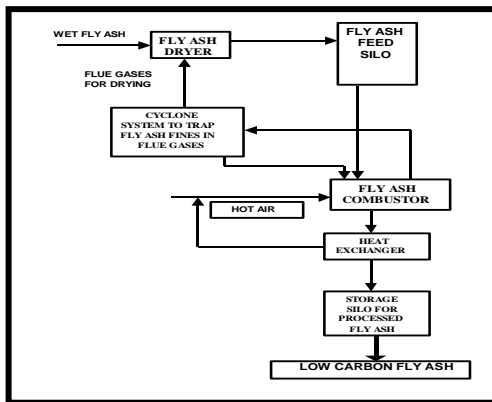 WET FLY ASH
FLY ASH
DRYER
FLY ASH
FEED
SILO
FLUE GASES
FOR DRYING
CYCLONE
SYSTEM TO TRAP
FLY ASH FINES IN
FLUE GASES
FLY ASH
COMBUSTOR
HOT AIR
HEAT
EXCHANGER
STORAGE
SILO FOR
PROCESSED
FLY ASH
LOW CARBON FLY ASH